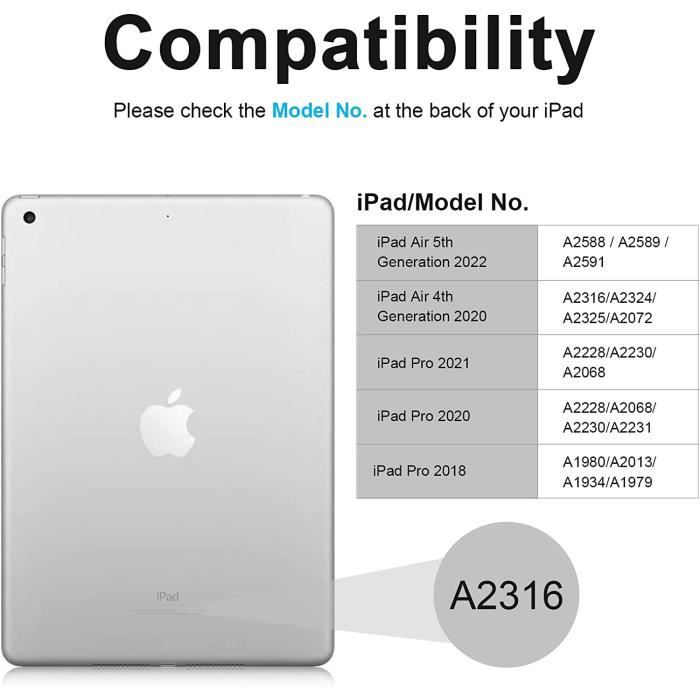 Compatibility
Please check the Model No. at the back of your iPad
iPad/Model No.
iPad Air 5th
Generation 2022
A2588 / A2589 /
A2591
iPad Air 4th
Generation 2020
A2316/A2324/
A2325/A2072
iPad Pro 2021
A2228/A2230/
A2068
iPad Pro 2020
A2228/A2068/
A2230/A2231
iPad Pro 2018
A1980/A2013/
A1934/A1979
iPad
A2316